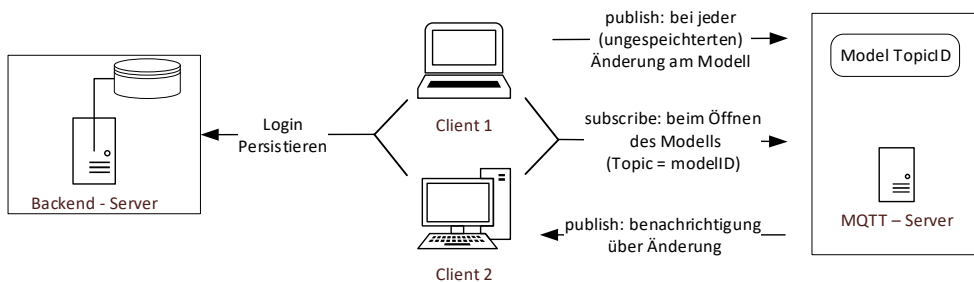 Backend - Server
Login
Persistieren
Client 1
Client 2
publish: bei jeder
(ungespeichterten)
Änderung am Modell
subscribe: beim Öffnen
des Modells
(Topic = modelID)
publish: benachrichtigung
über Änderung
Model TopicID
MQTT – Server